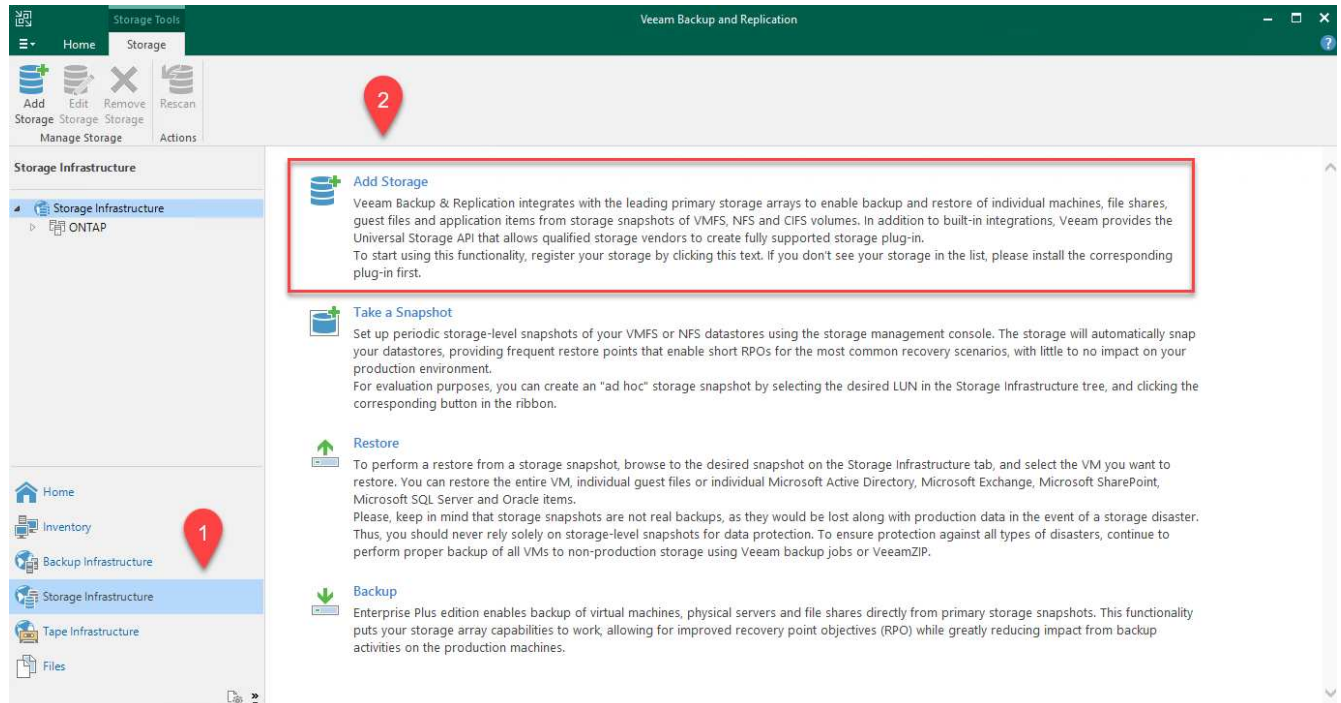 Storage Tools
Veeam Backup and Replication
Home Storage
Add Storage
Edit Storage
Remove Storage
Rescan
Manage Storage
Actions
Storage Infrastructure
Storage Infrastructure
ONTAP
Home
Inventory
Backup Infrastructure
Storage Infrastructure
Tape Infrastructure
Files
1
2
Add Storage
Veeam Backup & Replication integrates with the leading primary storage arrays to enable backup and restore of individual machines, file shares,
guest files and application items from storage snapshots of VMFS, NFS and CIFS volumes. In addition to built-in integrations, Veeam provides the
Universal Storage API that allows qualified storage vendors to create fully supported storage plug-in.
To start using this functionality, register your storage by clicking this text. If you don't see your storage in the list, please install the corresponding
plug-in first.
Take a Snapshot
Set up periodic storage-level snapshots of your VMFS or NFS datastores using the storage management console. The storage will automatically snap
your datastores, providing frequent restore points that enable short RPOs for the most common recovery scenarios, with little to no impact on your
production environment.
For evaluation purposes, you can create an "ad hoc" storage snapshot by selecting the desired LUN in the Storage Infrastructure tree, and clicking the
corresponding button in the ribbon.
Restore
To perform a restore from a storage snapshot, browse to the desired snapshot on the Storage Infrastructure tab, and select the VM you want to
restore. You can restore the entire VM, individual guest files or individual Microsoft Active Directory, Microsoft Exchange, Microsoft SharePoint,
Microsoft SQL Server and Oracle items.
Please, keep in mind that storage snapshots are not real backups, as they would be lost along with production data in the event of a storage disaster.
Thus, you should never rely solely on storage-level snapshots for data protection. To ensure protection against all types of disasters, continue to
perform proper backup of all VMs to non-production storage using Veeam backup jobs or VeeamZIP.
Backup
Enterprise Plus edition enables backup of virtual machines, physical servers and file shares directly from primary storage snapshots. This functionality
puts your storage array capabilities to work, allowing for improved recovery point objectives (RPO) while greatly reducing impact from backup
activities on the production machines.